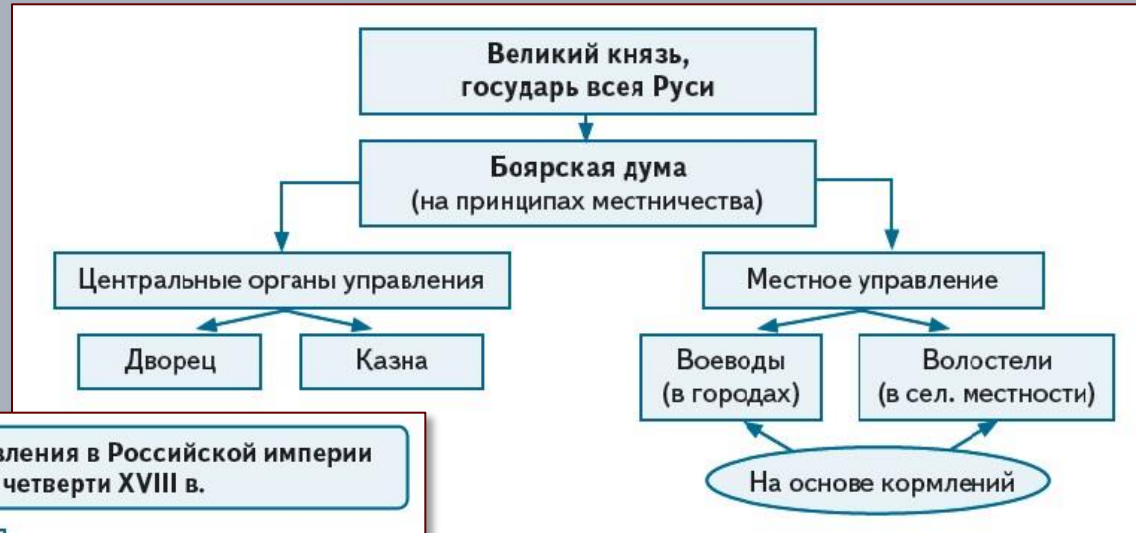 Великий князь,
государь всея Руси
Боярская дума
(на принципах местничества)
Центральные органы управления
Местное управление
Дворец
Казна
Воеводы
(в городах)
Волостели
(в сел. местности)
На основе кормлений
в Российской империи
четверти XVIII в.